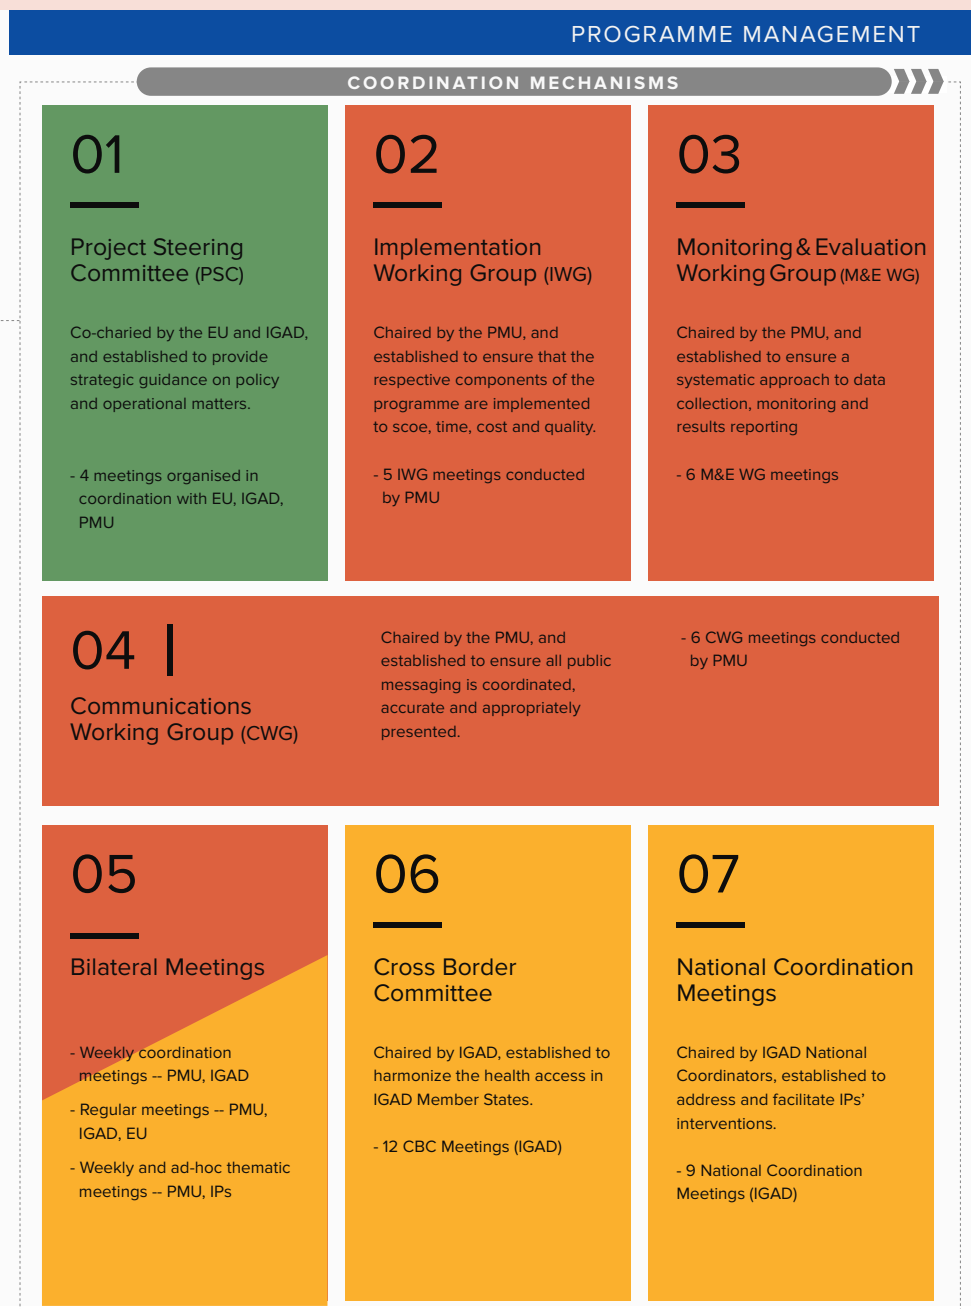 PROGRAMME MANAGEMENT
COORDINATION MECHANISMS
01
Project Steering
Committee (PSC)
Co-charied by the EU and IGAD,
and established to provide
strategic guidance on policy
and operational matters.
- 4 meetings organised in
coordination with EU, IGAD,
PMU
02
Implementation
Working Group (IWG)
Chaired by the PMU, and
established to ensure that the
respective components of the
programme are implemented
to scoe, time, cost and quality.
- 5 IWG meetings conducted
by PMU
03
Monitoring & Evaluation
Working Group (M&E WG)
Chaired by the PMU, and
established to ensure a
systematic approach to data
collection, monitoring and
results reporting
- 6 M&E WG meetings
04
Communications
Working Group (CWG)
Chaired by the PMU, and
established to ensure all public
messaging is coordinated,
accurate and appropriately
presented.
- 6 CWG meetings conducted
by PMU
05
Bilateral Meetings
- Weekly coordination
meetings -- PMU, IGAD
- Regular meetings -- PMU,
IGAD, EU
- Weekly and ad-hoc thematic
meetings -- PMU, IPs
06
Cross Border
Committee
Chaired by IGAD, established to
harmonize the health access in
IGAD Member States.
- 12 CBC Meetings (IGAD)
07
National Coordination
Meetings
Chaired by IGAD National
Coordinators, established to
address and facilitate IPs’
interventions.
- 9 National Coordination
Meetings (IGAD)